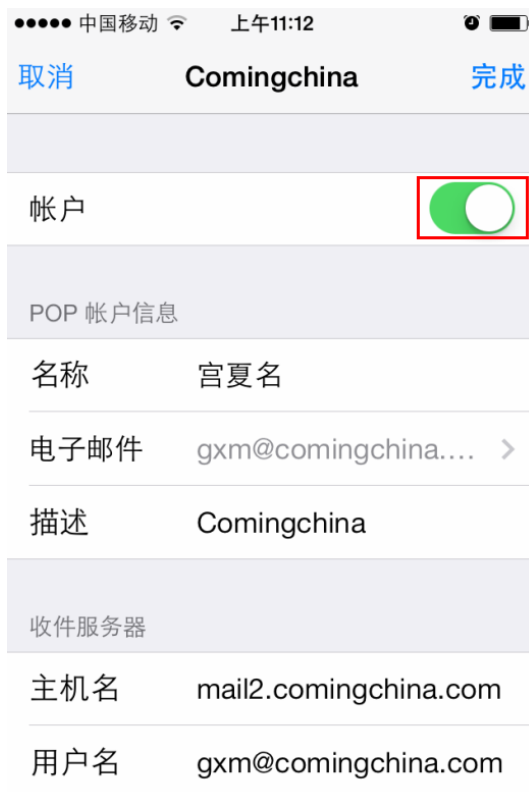 中国移动 上午11:12
取消 Comingchina 完成
帐户
POP 帐户信息
名称 宫夏名
电子邮件 gxm@comingchina.…
描述 Comingchina
收件服务器
主机名 mail2.comingchina.com
用户名 gxm@comingchina.com